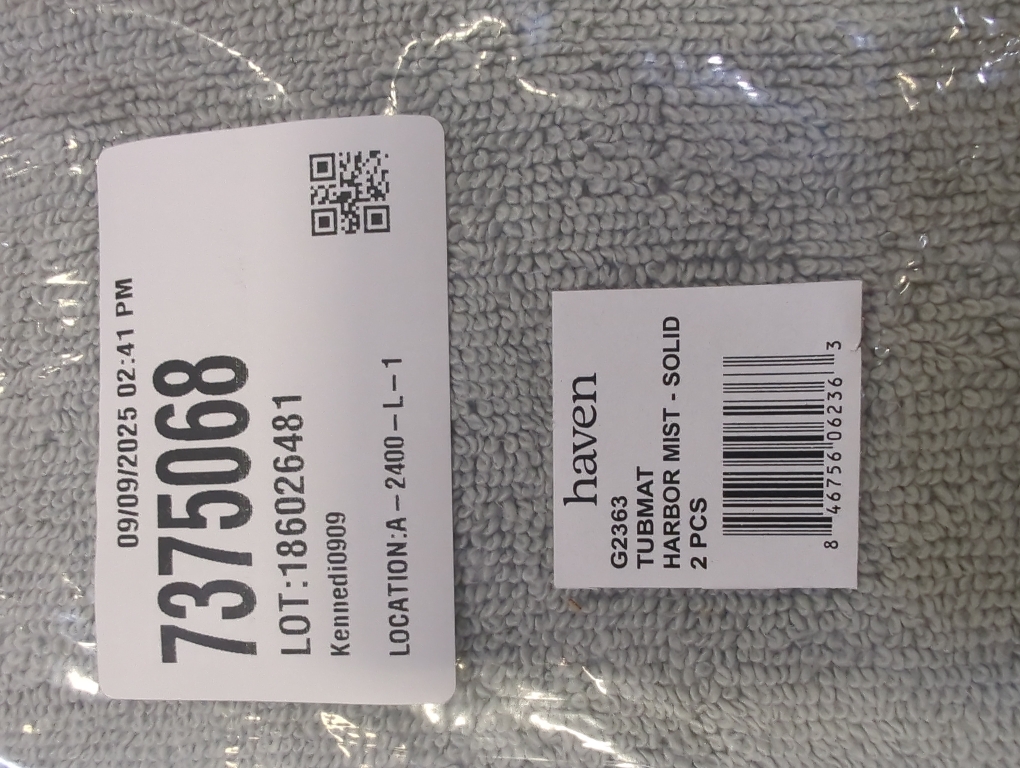 09/09/2025 02:41 PM
7375068
LOT:186026481
Kennedi0909
LOCATION:A-2400-L-1
haven
G2363
TUBMAT
HARBOR MIST - SOLID
2 PCS
8 46756 06236 3